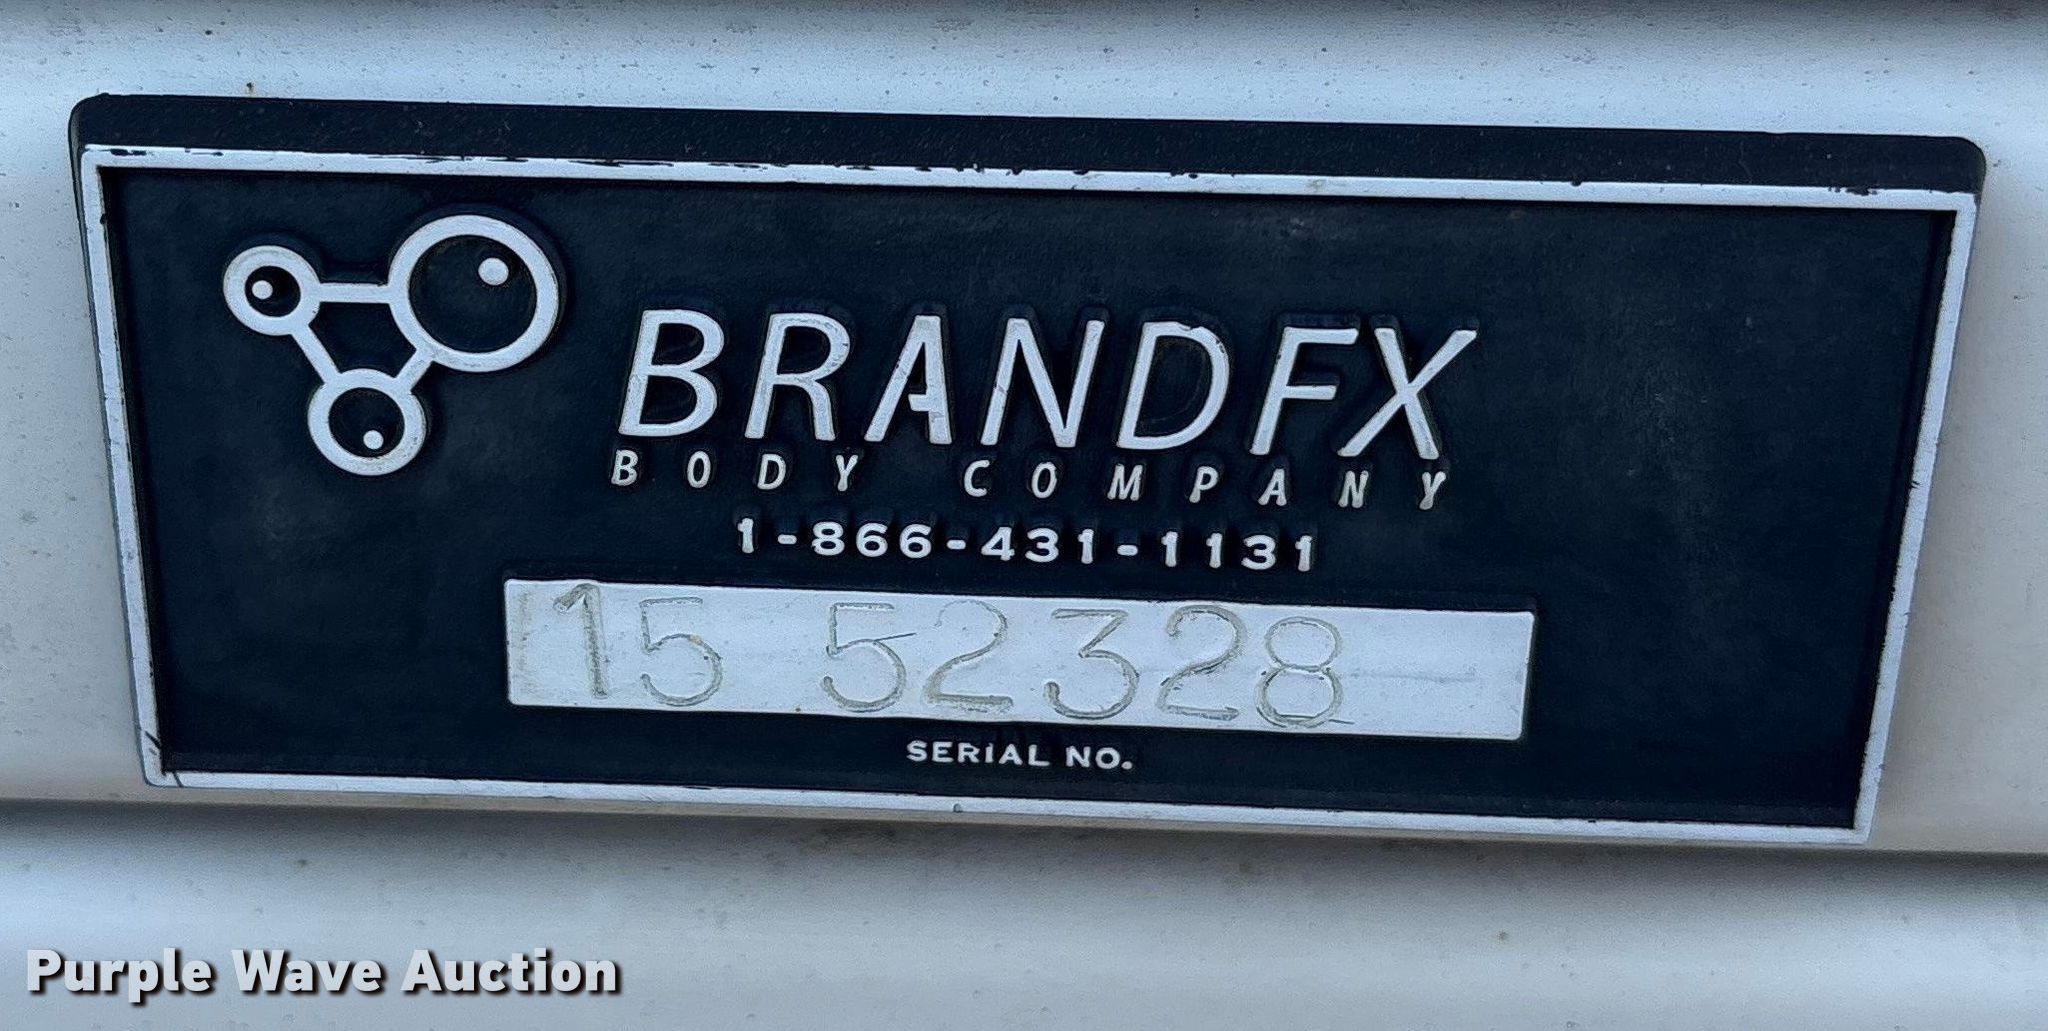 BRANDFX
BODY COMPANY
1-866-431-1131
15 52328
SERIAL NO.
Purple Wave Auction